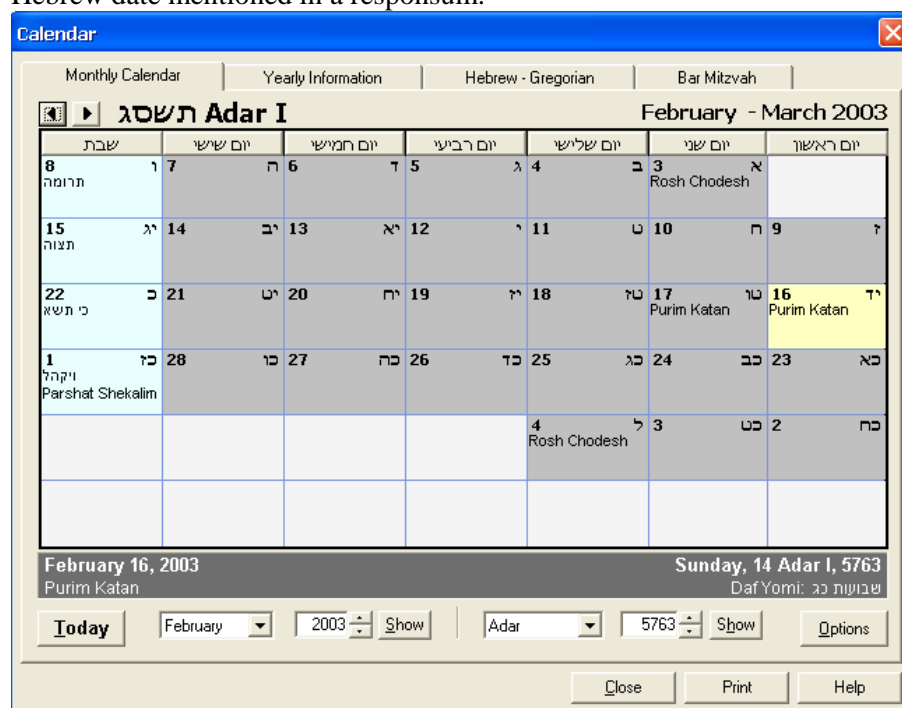 Hebrew date mentioned in a responsum.
Calendar
Monthly Calendar Yearly Information Hebrew - Gregorian Bar Mitzvah
תשסג Adar I February - March 2003
שבת יום שישי יום חמישי יום רביעי יום שלישי יום שני יום ראשון
8 ו 7 ה 6 ד 5 ג 4 ב 3 א
תרומה Rosh Chodesh
15 יג 14 יב 13 יא 12 י 11 ט 10 ח 9 ז
תצוה
22 כ 21 יט 20 יח 19 יז 18 טז 17 טו 16 יד
כי תשא Purim Katan Purim Katan
1 כז 28 כו 27 כה 26 כד 25 כג 24 כב 23 כא
ויקהל
Parshat Shekalim
4 ל 3 כט 2 כח
Rosh Chodesh
February 16, 2003 Sunday, 14 Adar I, 5763
Purim Katan Daf Yomi: שבועות כג
Today February 2003 Show Adar 5763 Show Options
Close Print Help